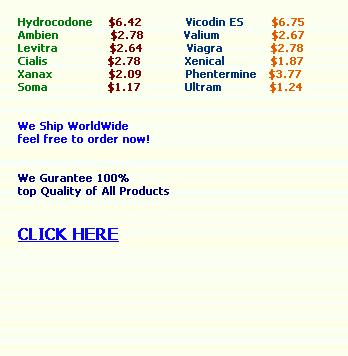 Hydrocodone $6.42 Vicodin ES $6.75
Ambien $2.78 Valium $2.67
Levitra $2.64 Viagra $2.78
Cialis $2.78 Xenical $1.87
Xanax $2.09 Phentermine $3.77
Soma $1.17 Ultram $1.24
We Ship WorldWide
feel free to order now!
We Gurantee 100%
top Quality of All Products
CLICK HERE